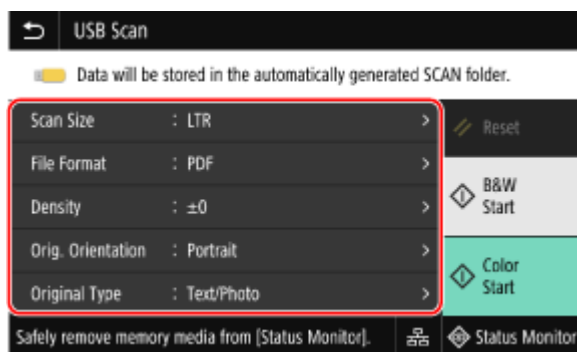 USB Scan
Data will be stored in the automatically generated SCAN folder.
Scan Size : LTR
Reset
File Format : PDF
B&W
Start
Density : ±0
Orig. Orientation : Portrait
Color
Start
Original Type : Text/Photo
Safely remove memory media from [Status Monitor].
Status Monitor